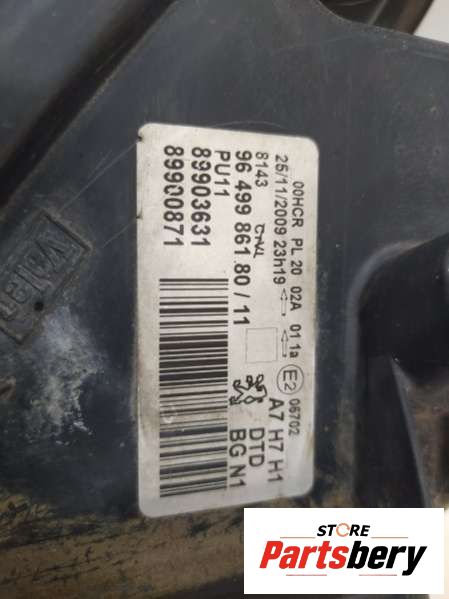 00HCR PL 20 02A 01 1a E2 06702
25/11/2009 23h19 A7 H7 H1
8143 DTD
96 499 861 80 / 11 BG N1
PU11
89903631
89900871
Valeo
STORE
Partsbery